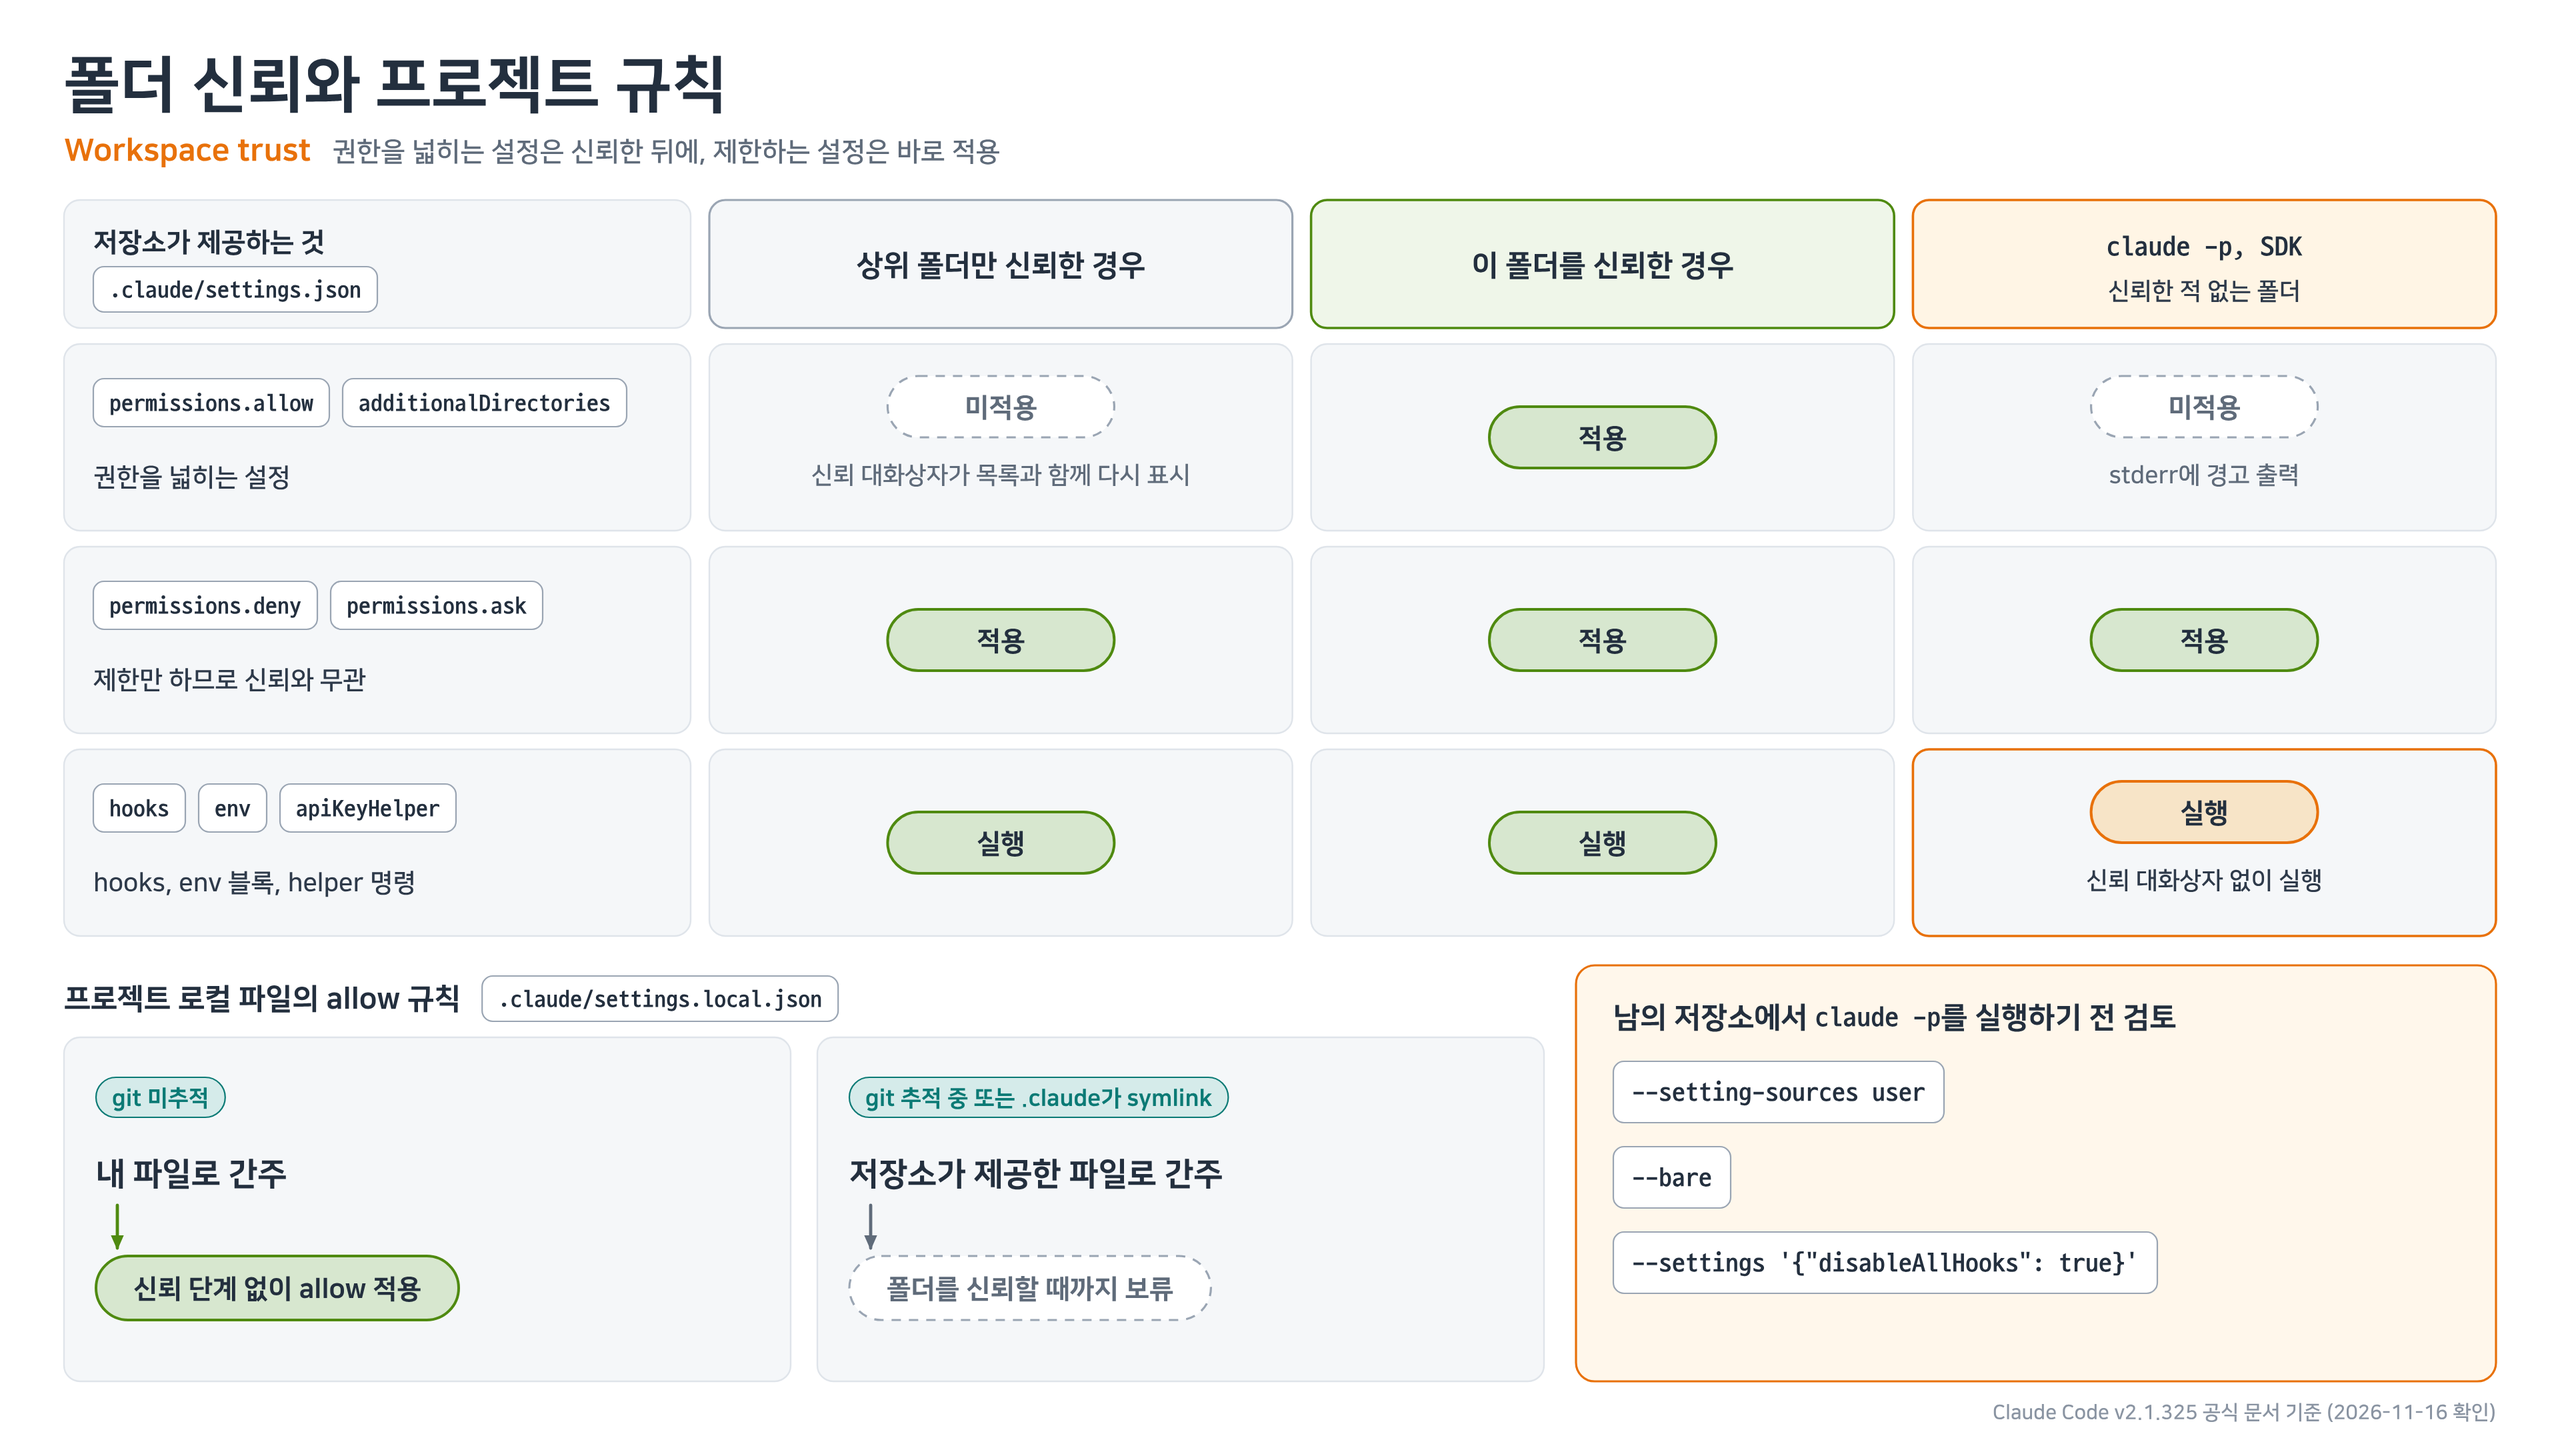 폴더 신뢰와 프로젝트 규칙
Workspace trust 권한을 넓히는 설정은 신뢰한 뒤에, 제한하는 설정은 바로 적용
저장소가 제공하는 것
.claude/settings.json
상위 폴더만 신뢰한 경우
이 폴더를 신뢰한 경우
claude -p, SDK
신뢰한 적 없는 폴더
permissions.allow additionalDirectories
권한을 넓히는 설정
미적용
신뢰 대화상자가 목록과 함께 다시 표시
적용
미적용
stderr에 경고 출력
permissions.deny permissions.ask
제한만 하므로 신뢰와 무관
적용
적용
적용
hooks env apiKeyHelper
hooks, env 블록, helper 명령
실행
실행
실행
신뢰 대화상자 없이 실행
프로젝트 로컬 파일의 allow 규칙 .claude/settings.local.json
git 미추적
내 파일로 간주
신뢰 단계 없이 allow 적용
git 추적 중 또는 .claude가 symlink
저장소가 제공한 파일로 간주
폴더를 신뢰할 때까지 보류
남의 저장소에서 claude -p를 실행하기 전 검토
--setting-sources user
--bare
--settings '{"disableAllHooks": true}'
Claude Code v2.1.325 공식 문서 기준 (2026-11-16 확인)